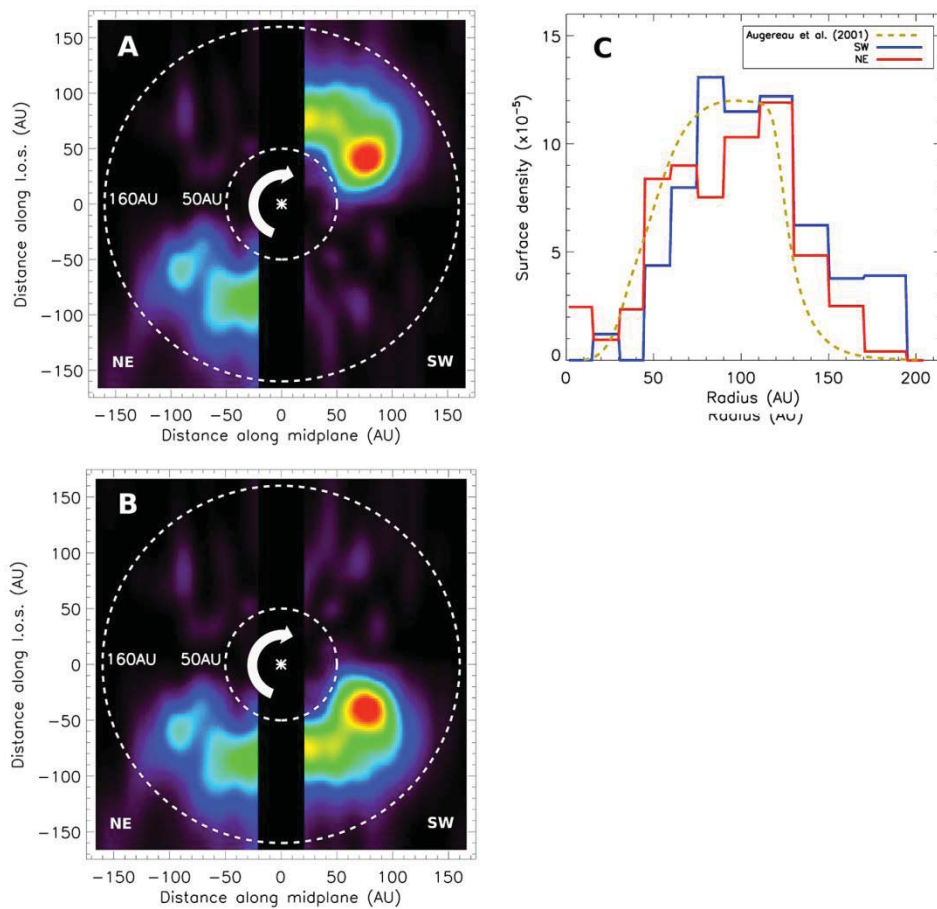 A
150
100
50
0
−50
−100
−150
Distance along l.o.s. (AU)
160AU
50AU
NE
SW
−150 −100 −50 0 50 100 150
Distance along midplane (AU)
C
15
10
5
0
Surface density (x10⁻⁵)
Augereau et al. (2001)
SW
NE
0 50 100 150 200
Radius (AU)
Radius (AU)
B
150
100
50
0
−50
−100
−150
Distance along l.o.s. (AU)
160AU
50AU
NE
SW
−150 −100 −50 0 50 100 150
Distance along midplane (AU)